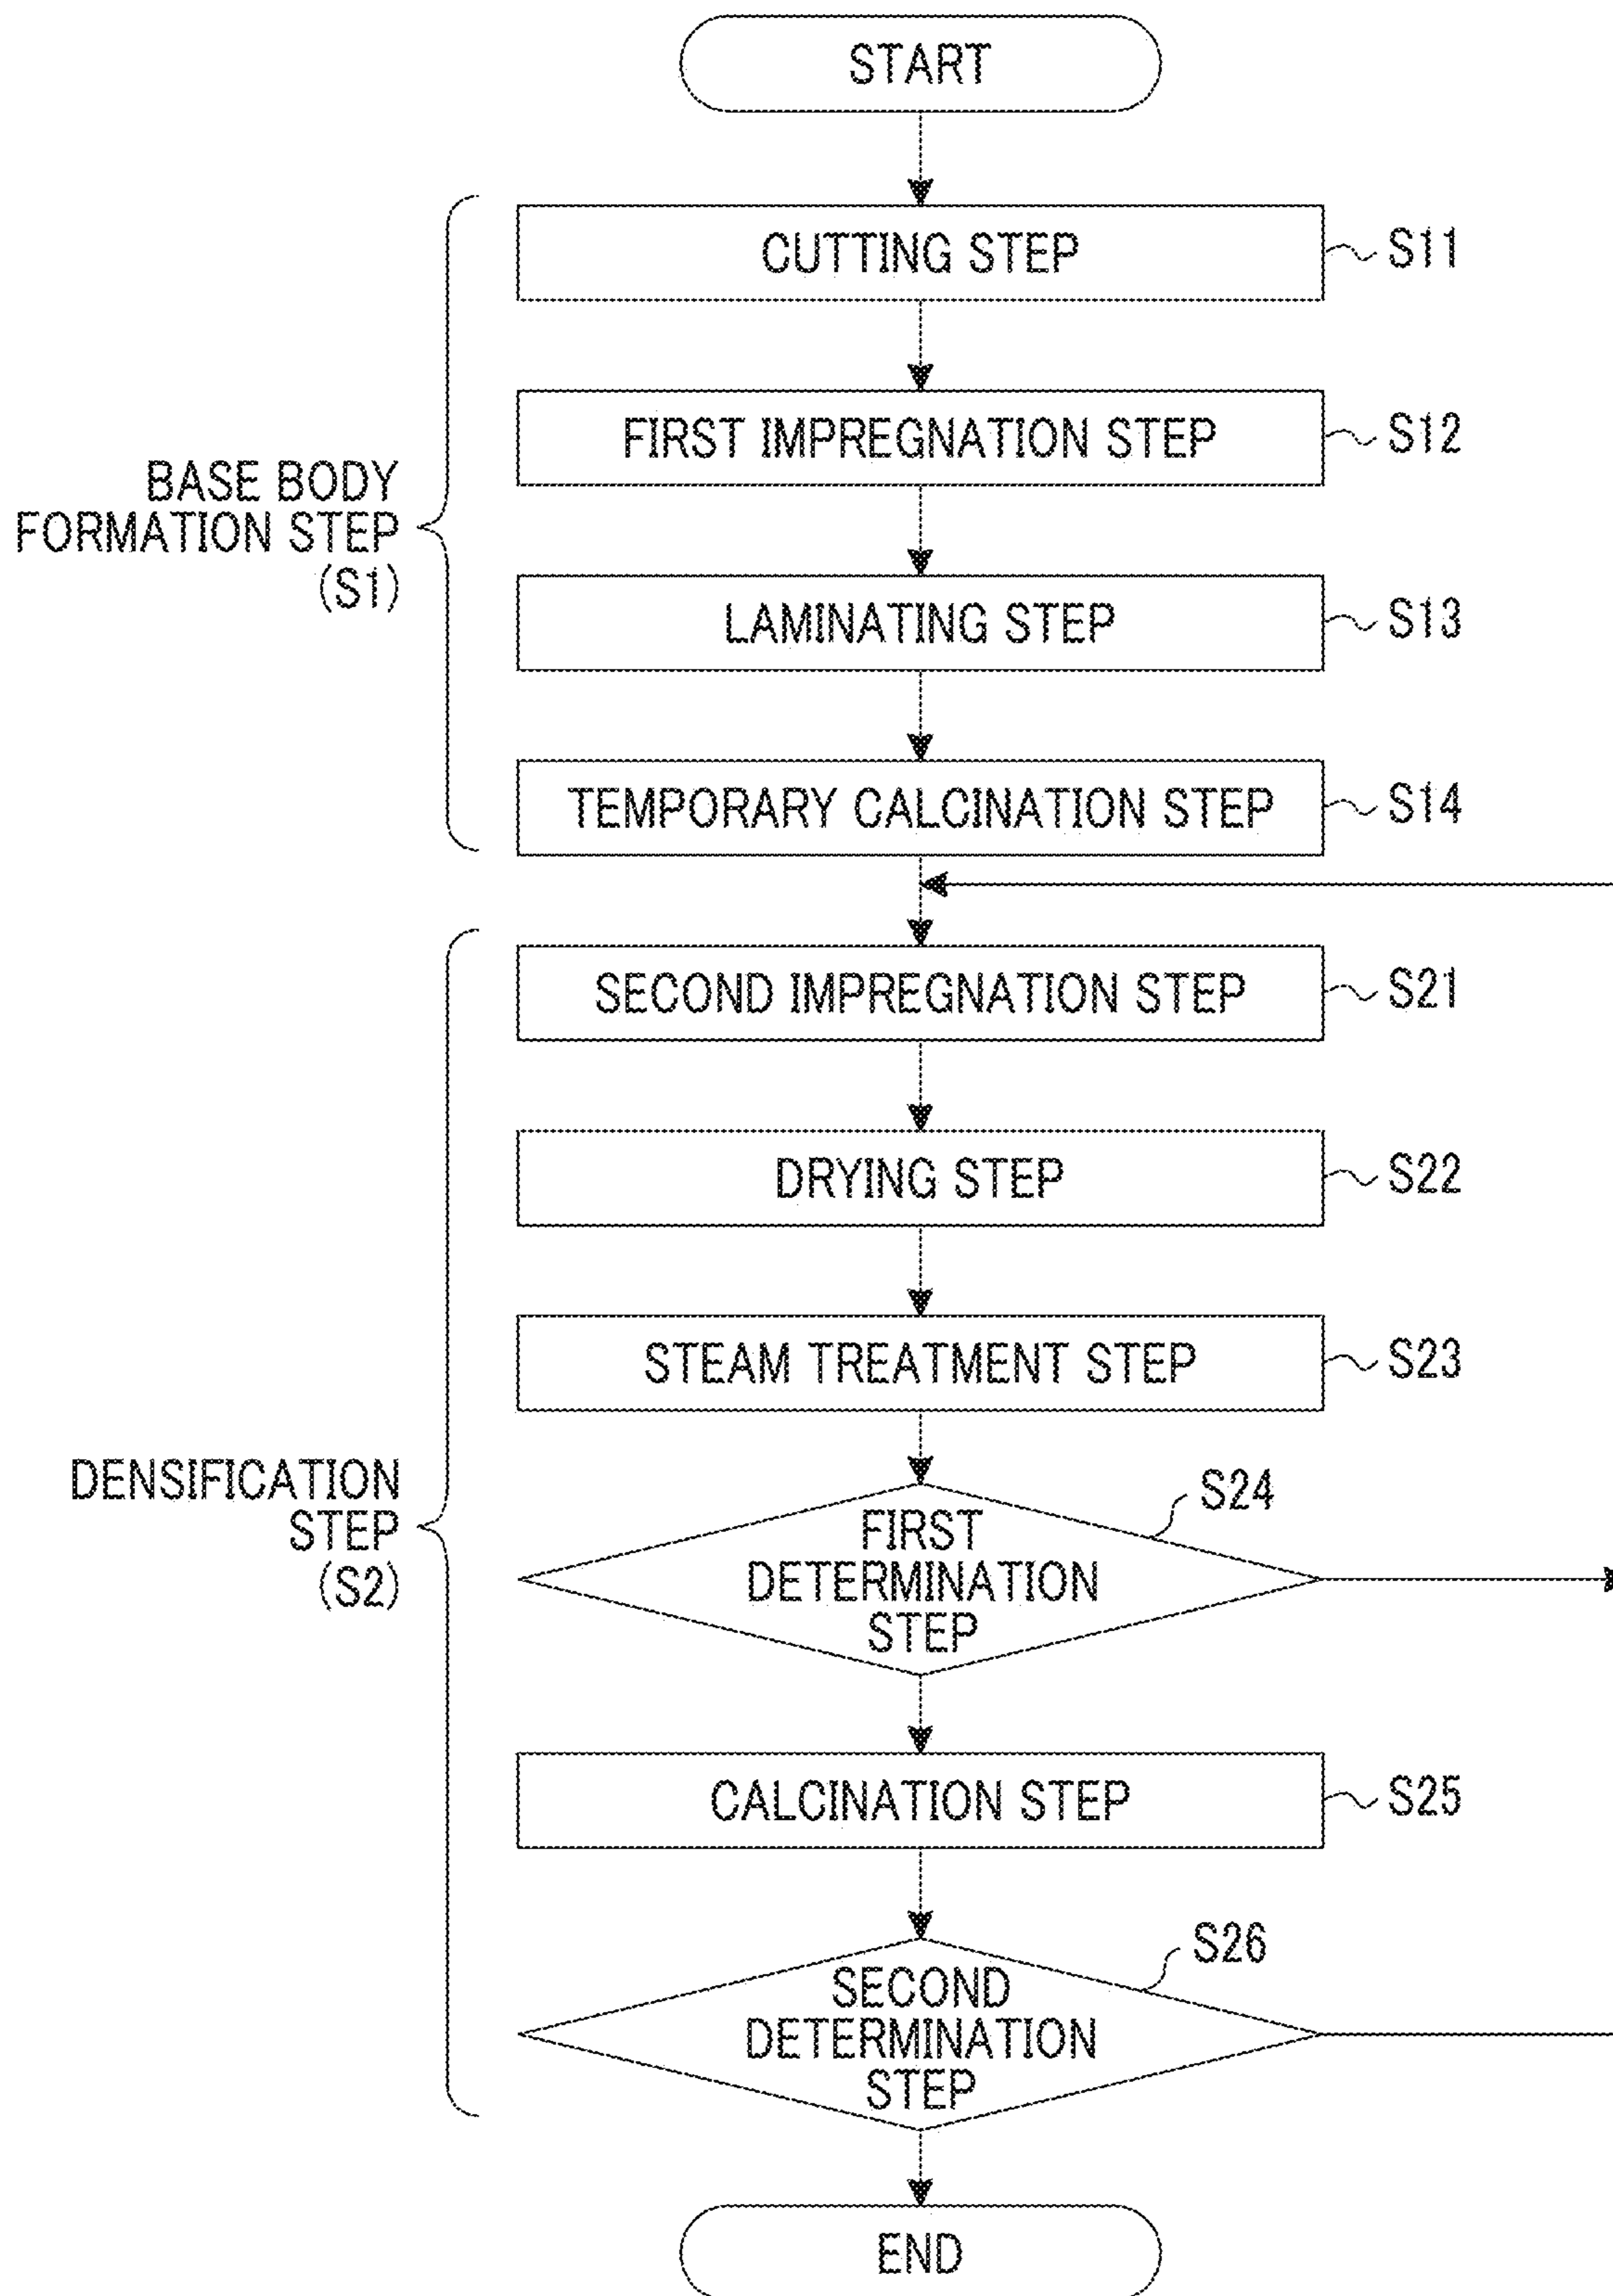 START
CUTTING STEP
S11
FIRST IMPREGNATION STEP
S12
BASE BODY
FORMATION STEP
(S1)
LAMINATING STEP
S13
TEMPORARY CALCINATION STEP
S14
SECOND IMPREGNATION STEP
S21
DRYING STEP
S22
STEAM TREATMENT STEP
S23
DENSIFICATION
STEP
(S2)
S24
FIRST
DETERMINATION
STEP
CALCINATION STEP
S25
S26
SECOND
DETERMINATION
STEP
END